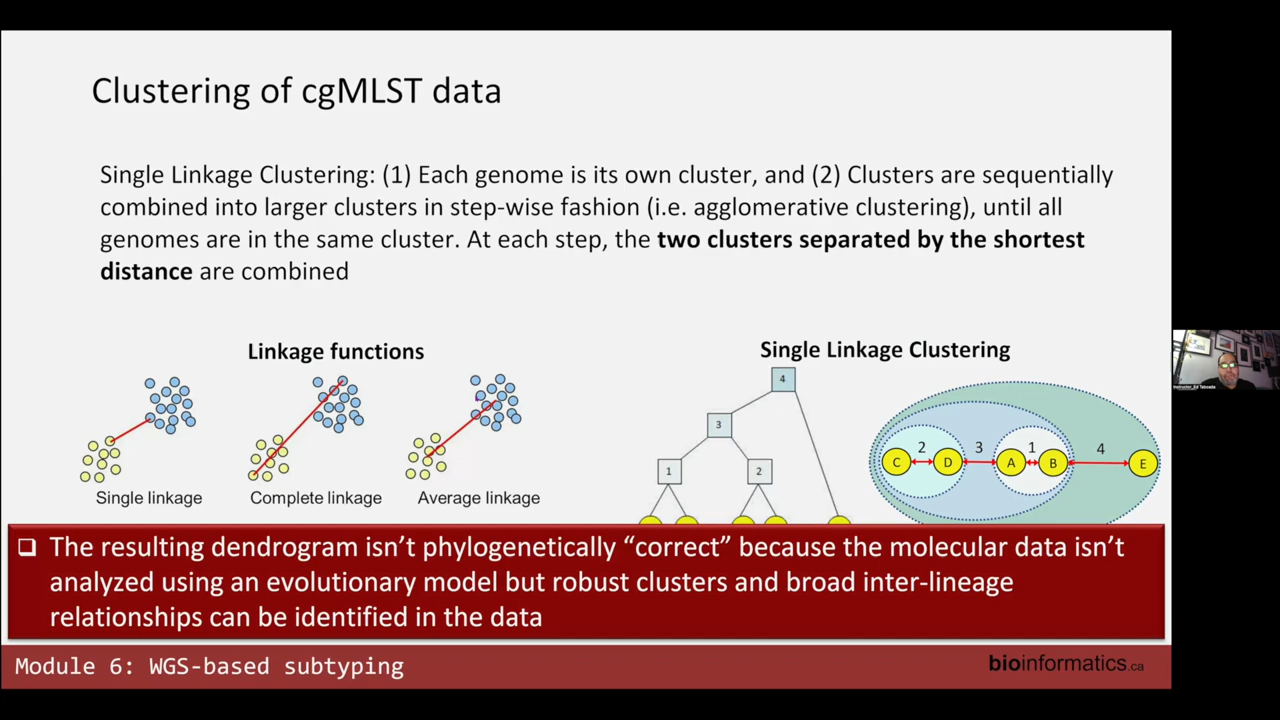 Clustering of cgMLST data
Single Linkage Clustering: (1) Each genome is its own cluster, and (2) Clusters are sequentially
combined into larger clusters in step-wise fashion (i.e. agglomerative clustering), until all
genomes are in the same cluster. At each step, the two clusters separated by the shortest
distance are combined
Linkage functions
Single linkage
Complete linkage
Average linkage
Single Linkage Clustering
4
3
1
2
2
3
1
4
C
D
A
B
E
The resulting dendrogram isn't phylogenetically “correct” because the molecular data isn't
analyzed using an evolutionary model but robust clusters and broad inter-lineage
relationships can be identified in the data
Module 6: WGS-based subtyping
bioinformatics.ca
Instructor_Ed Taboada